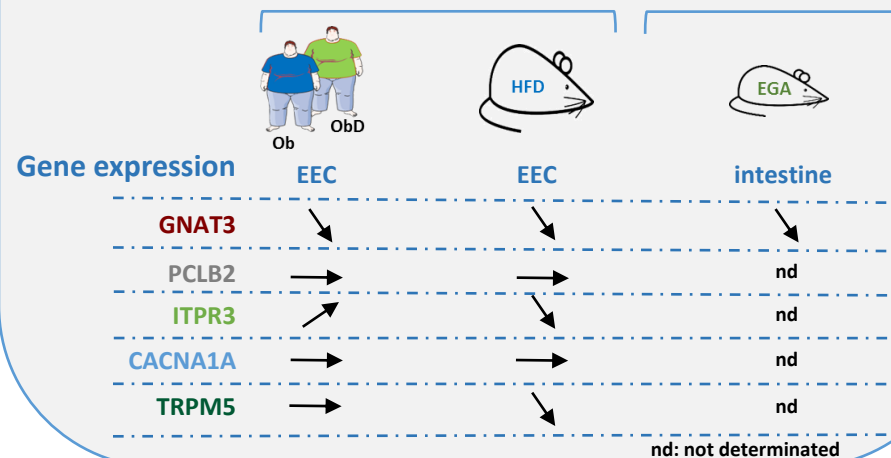 HFD
EGA
ObD
Ob
Gene expression
EEC EEC intestine
GNAT3
PCLB2 nd
ITPR3 nd
CACNA1A nd
TRPM5 nd
nd: not determinated